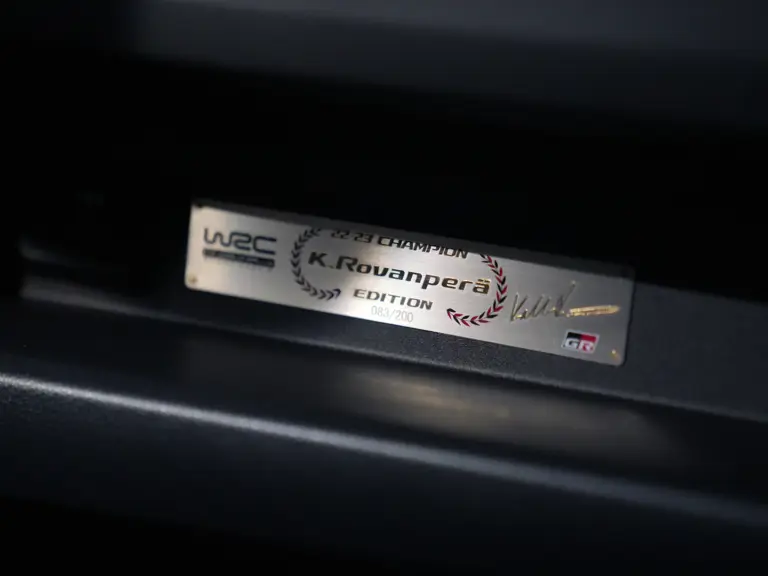 WRC
22 23 CHAMPION
K.Rovanperä
EDITION
083/200
GR